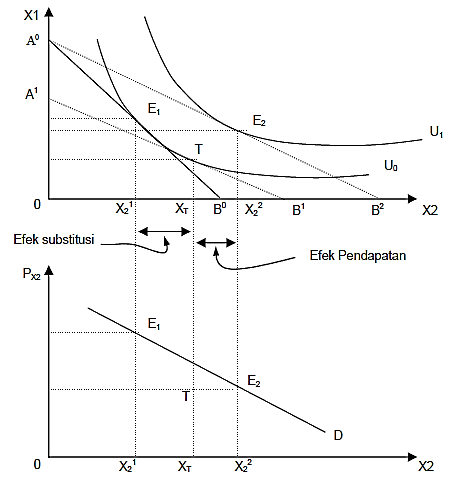 X1
A⁰
A¹
E₁
E₂
T
U₁
U₀
0
X₂¹
X_T
B⁰
X₂²
B¹
B²
X2
Efek substitusi
Efek Pendapatan
P_X2
E₁
E₂
T
D
0
X₂¹
X_T
X₂²
X2